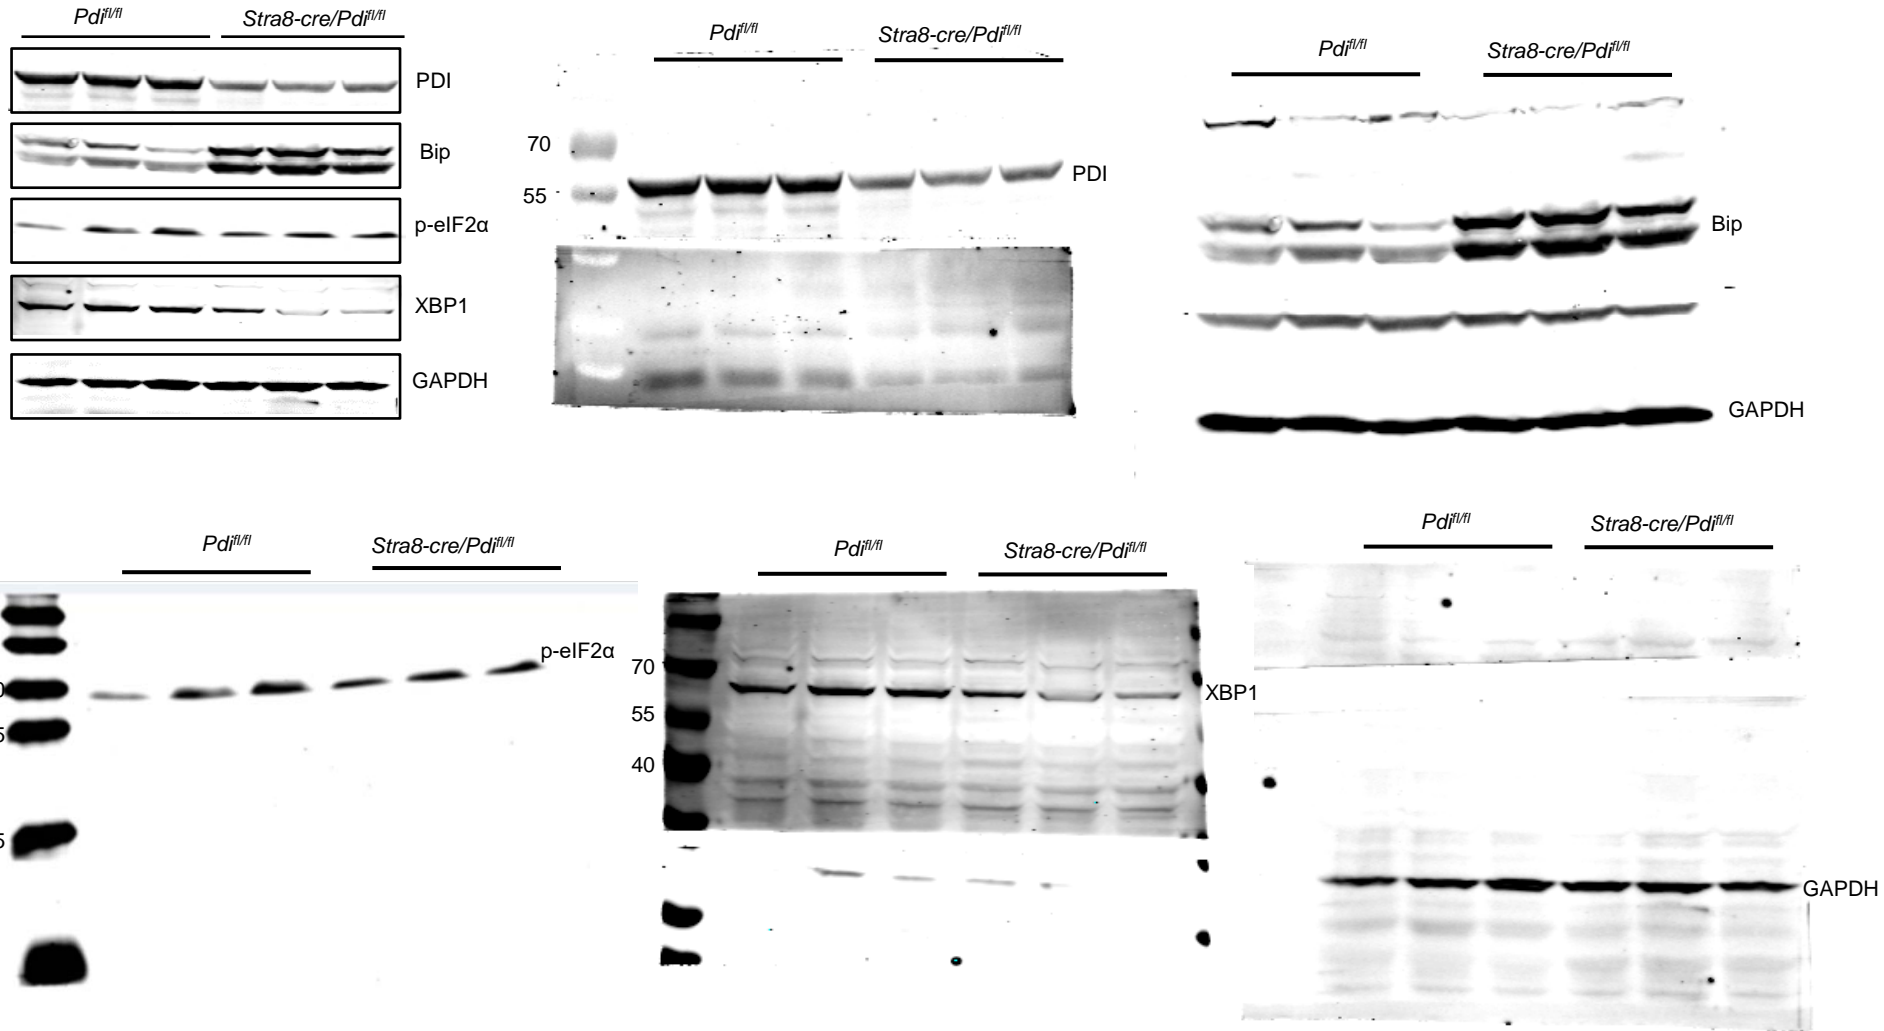 Pdifl/fl Stra8-cre/Pdifl/fl
PDI
Bip
p-eIF2α
XBP1
GAPDH
Pdifl/fl Stra8-cre/Pdifl/fl
70
55
PDI
Pdifl/fl Stra8-cre/Pdifl/fl
Bip
GAPDH
Pdifl/fl Stra8-cre/Pdifl/fl
p-eIF2α
Pdifl/fl Stra8-cre/Pdifl/fl
70
55
40
XBP1
Pdifl/fl Stra8-cre/Pdifl/fl
GAPDH